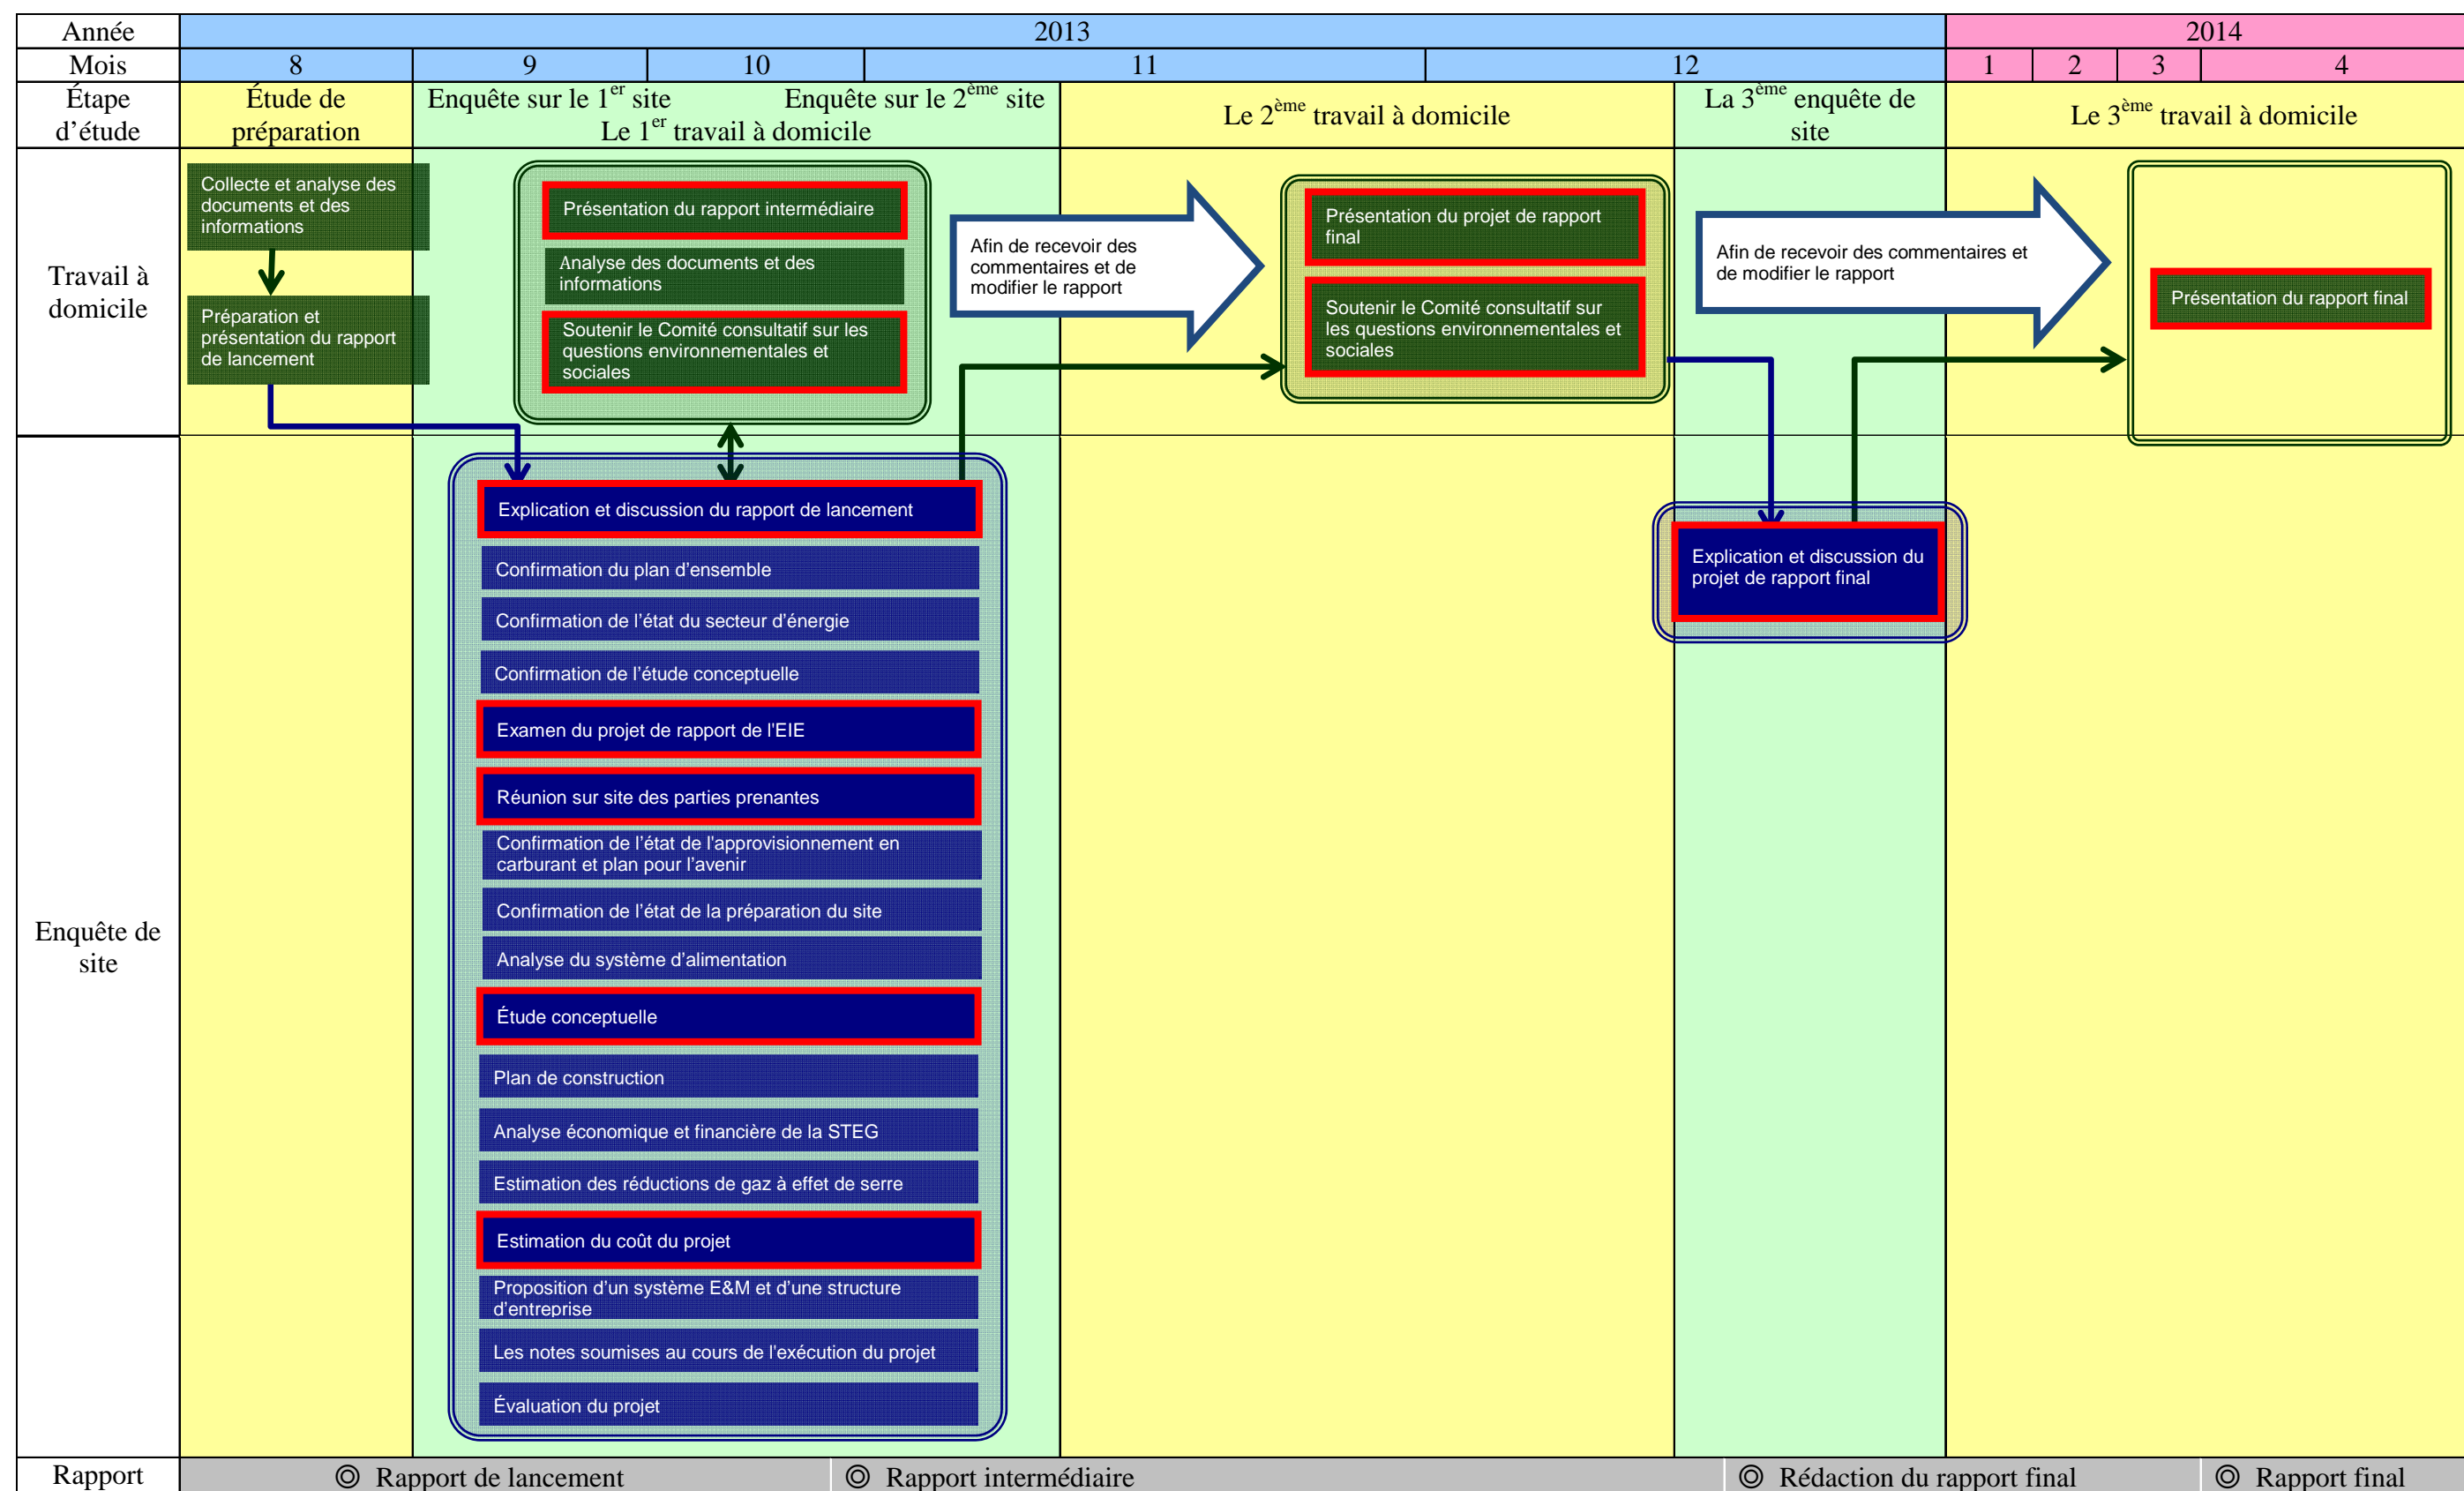 Année 2013 2014
Mois 8 9 10 11 12 1 2 3 4
Étape
d’étude
Étude de
préparation
Enquête sur le 1er site Enquête sur le 2ème site
Le 1er travail à domicile
Le 2ème travail à domicile
La 3ème enquête de
site
Le 3ème travail à domicile
Travail à
domicile
Collecte et analyse des
documents et des
informations
Préparation et
présentation du rapport
de lancement
Présentation du rapport intermédiaire
Analyse des documents et des
informations
Soutenir le Comité consultatif sur les
questions environnementales et
sociales
Afin de recevoir des
commentaires et de
modifier le rapport
Présentation du projet de rapport
final
Soutenir le Comité consultatif sur
les questions environnementales et
sociales
Afin de recevoir des commentaires et
de modifier le rapport
Présentation du rapport final
Enquête de
site
Explication et discussion du rapport de lancement
Confirmation du plan d’ensemble
Confirmation de l’état du secteur d’énergie
Confirmation de l’étude conceptuelle
Examen du projet de rapport de l'EIE
Réunion sur site des parties prenantes
Confirmation de l’état de l'approvisionnement en
carburant et plan pour l’avenir
Confirmation de l’état de la préparation du site
Analyse du système d’alimentation
Étude conceptuelle
Plan de construction
Analyse économique et financière de la STEG
Estimation des réductions de gaz à effet de serre
Estimation du coût du projet
Proposition d’un système E&M et d’une structure
d’entreprise
Les notes soumises au cours de l'exécution du projet
Évaluation du projet
Explication et discussion du
projet de rapport final
Rapport ◎ Rapport de lancement ◎ Rapport intermédiaire ◎ Rédaction du rapport final ◎ Rapport final